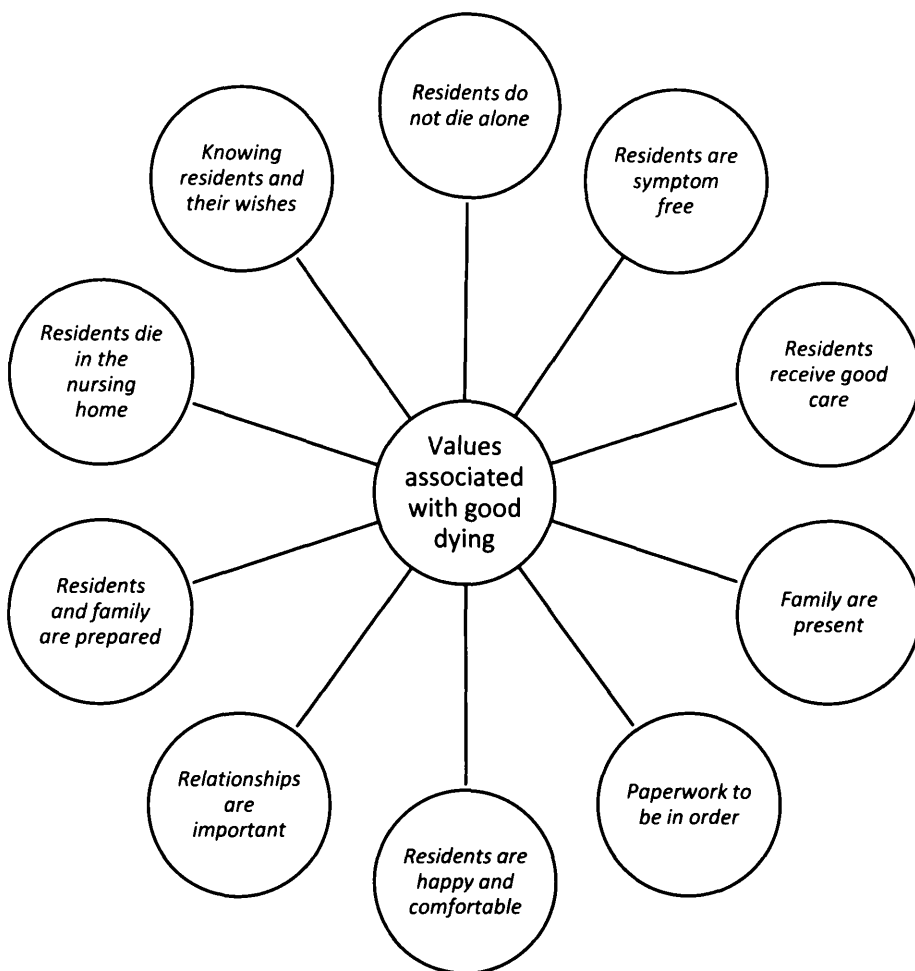 Residents do
not die alone
Residents are
symptom
free
Residents
receive good
care
Family are
present
Paperwork to
be in order
Residents are
happy and
comfortable
Relationships
are
important
Residents
and family
are prepared
Residents die
in the
nursing
home
Knowing
residents and
their wishes
Values
associated
with good
dying